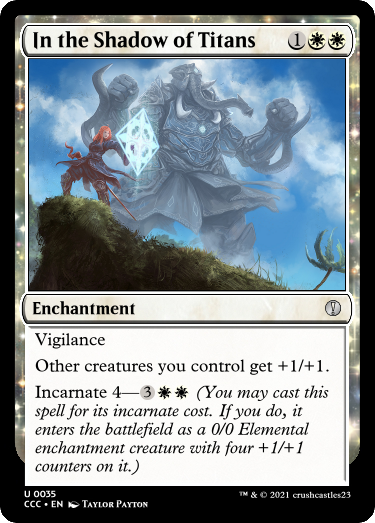 In the Shadow of Titans 1
Enchantment
Vigilance
Other creatures you control get +1/+1.
Incarnate 4—3 (You may cast this
spell for its incarnate cost. If you do, it
enters the battlefield as a 0/0 Elemental
enchantment creature with four +1/+1
counters on it.)
U 0035
CCC • EN TAYLOR PAYTON
™ & © 2021 crushcastles23